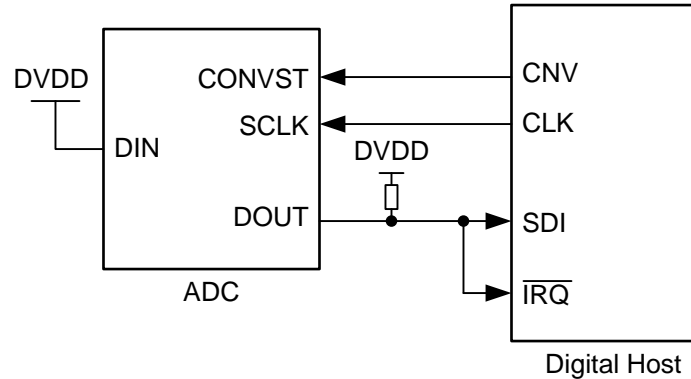 DVDD
DIN
CONVST
SCLK
DOUT
ADC
DVDD
CNV
CLK
SDI
IRQ
Digital Host